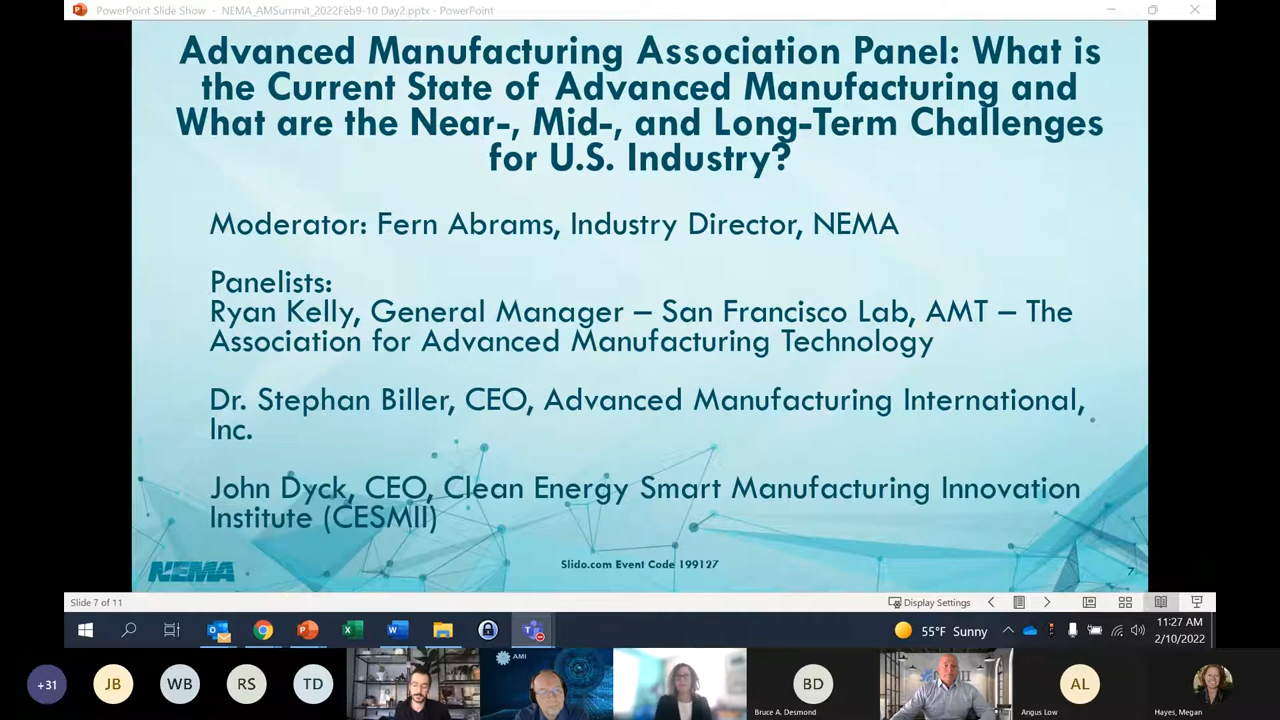 PowerPoint Slide Show - NEMA_AMSummit_2022Feb9-10 Day2.pptx - PowerPoint
Advanced Manufacturing Association Panel: What is
the Current State of Advanced Manufacturing and
What are the Near-, Mid-, and Long-Term Challenges
for U.S. Industry?
Moderator: Fern Abrams, Industry Director, NEMA
Panelists:
Ryan Kelly, General Manager – San Francisco Lab, AMT – The
Association for Advanced Manufacturing Technology
Dr. Stephan Biller, CEO, Advanced Manufacturing International,
Inc.
John Dyck, CEO, Clean Energy Smart Manufacturing Innovation
Institute (CESMII)
NEMA
Slido.com Event Code 199127
7
Slide 7 of 11
Display Settings
55°F Sunny
11:27 AM
2/10/2022
+31
JB
WB
RS
TD
AMI
BD
Bruce A. Desmond
AL
Angus Low
Hayes, Megan